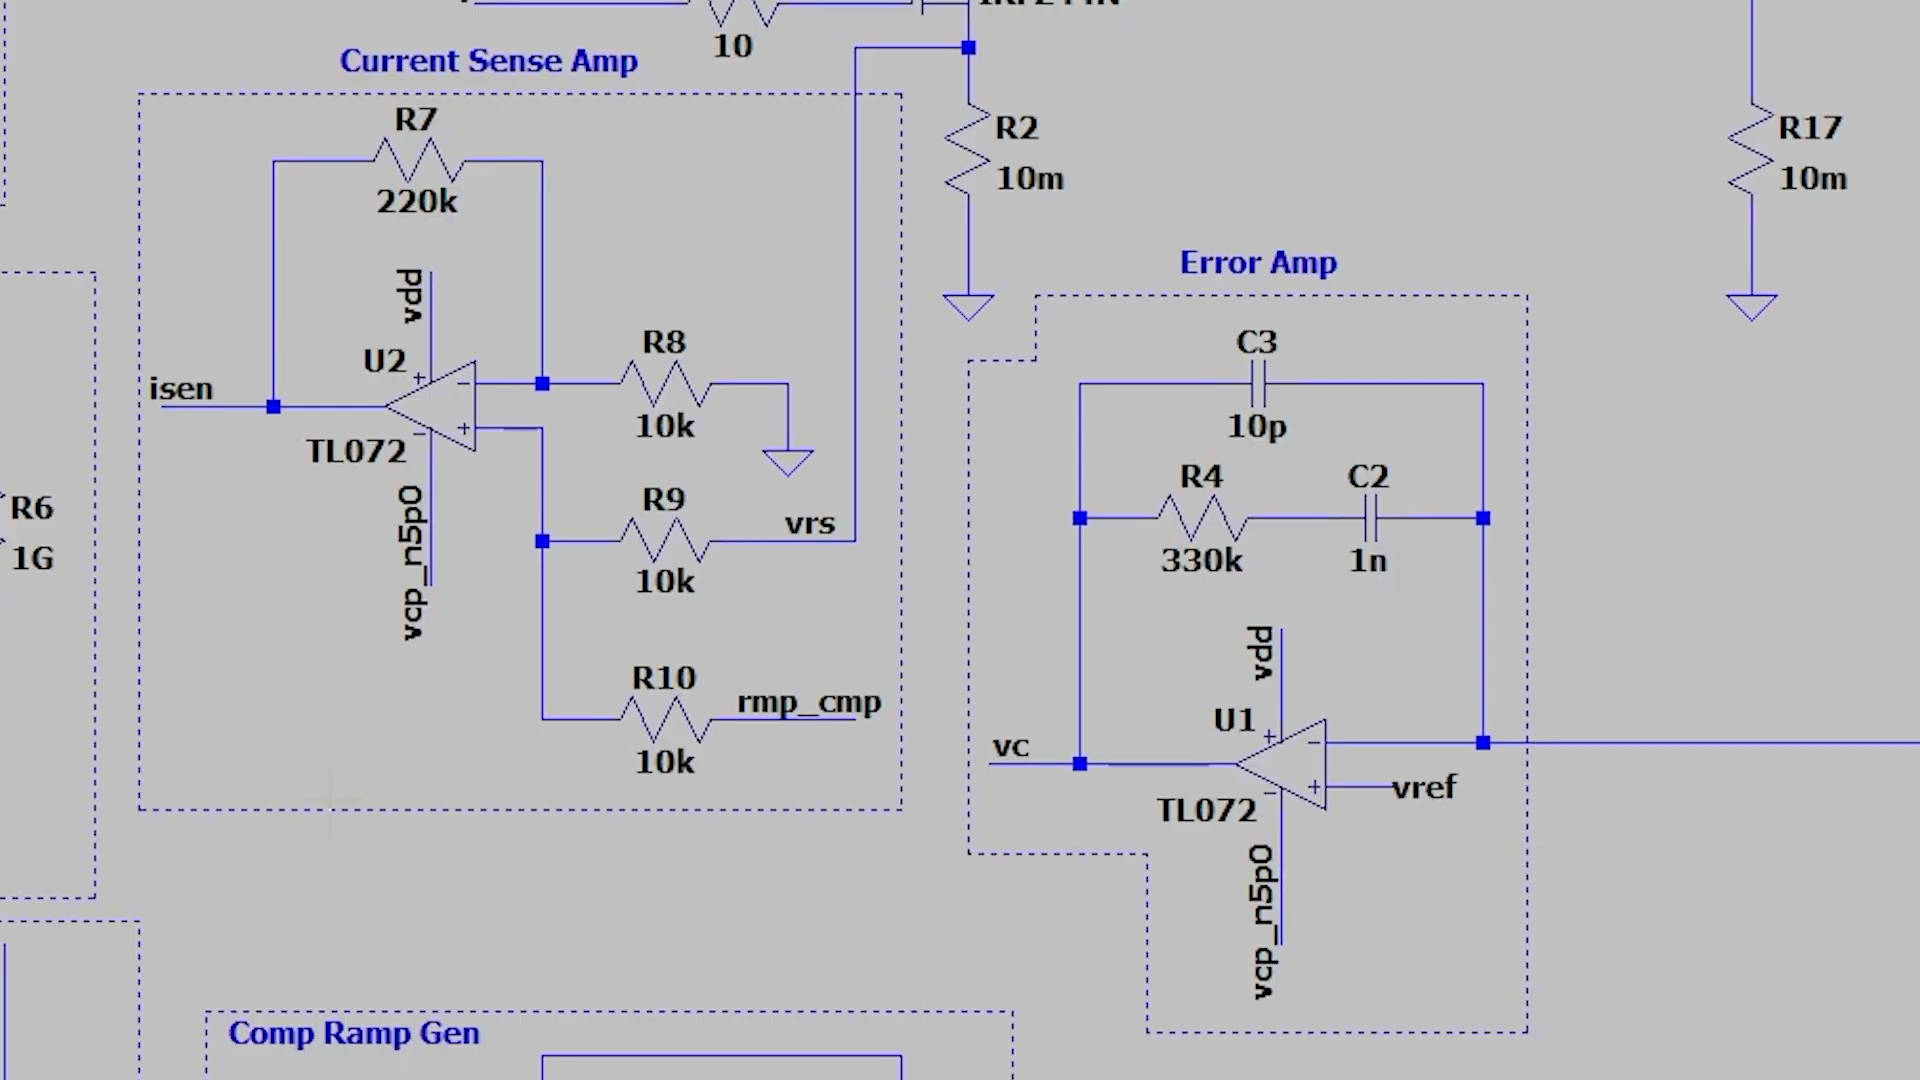 10
Current Sense Amp
R7
220k
R2
10m
R17
10m
Error Amp
vdd
U2
isen
TL072
vcp_n5p0
R8
10k
R9
vrs
10k
R10
rmp_cmp
10k
R6
1G
C3
10p
R4
C2
330k
1n
vdd
U1
vc
vref
TL072
vcp_n5p0
Comp Ramp Gen